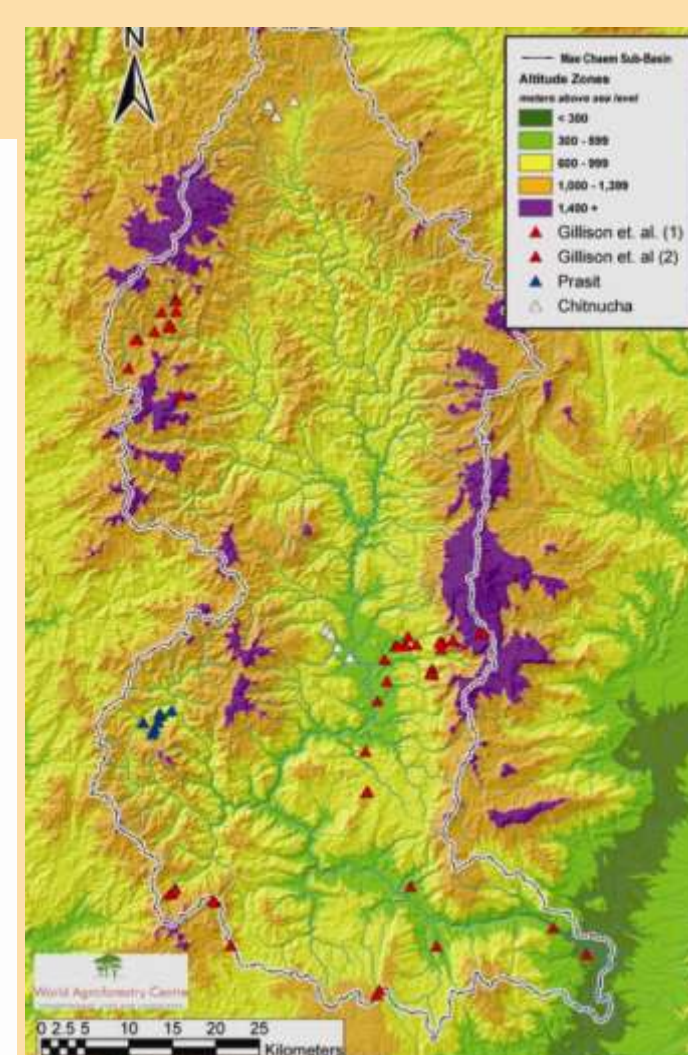 N
Mae Chaem Sub-Basin
Altitude Zones
meters above sea level
< 300
300 - 599
600 - 999
1,000 - 1,399
1,400 +
Gillison et. al. (1)
Gillison et. al (2)
Prasit
Chitnucha
World Agroforestry Centre
0 2.5 5 10 15 20 25
Kilometers